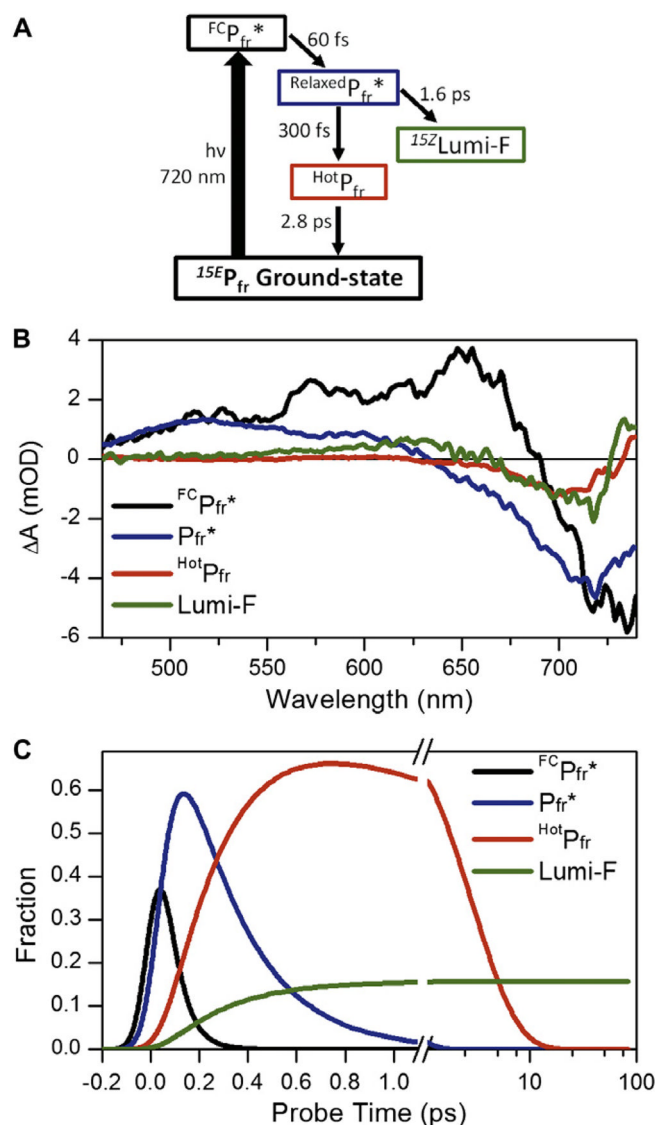 A
FCPfr*
60 fs
RelaxedPfr*
1.6 ps
hν
720 nm
300 fs
15ZLumi-F
HotPfr
2.8 ps
15EPfr Ground-state
B
4
2
0
-2
-4
-6
ΔA (mOD)
FCPfr*
Pfr*
HotPfr
Lumi-F
500 550 600 650 700
Wavelength (nm)
C
0.6
0.5
0.4
0.3
0.2
0.1
0.0
Fraction
FCPfr*
Pfr*
HotPfr
Lumi-F
-0.2 0.0 0.2 0.4 0.6 0.8 1.0 10 100
Probe Time (ps)